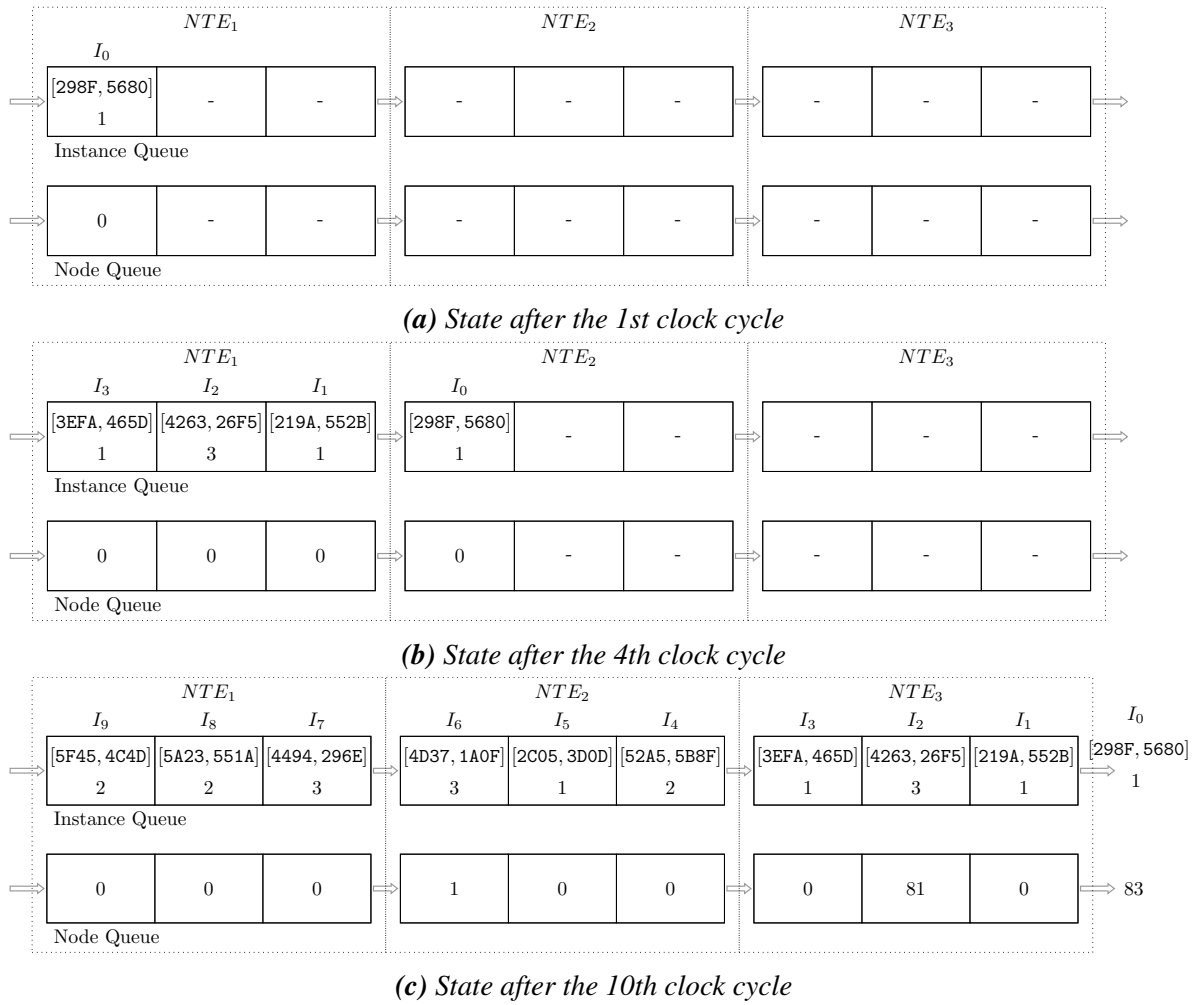 NTE₁ NTE₂ NTE₃
I₀
[298F, 5680] - - - - - - - -
1
Instance Queue
0 - - - - - - - -
Node Queue
(a) State after the 1st clock cycle
NTE₁ NTE₂ NTE₃
I₃ I₂ I₁ I₀
[3EFA, 465D] [4263, 26F5] [219A, 552B] [298F, 5680] - - - - -
1 3 1 1
Instance Queue
0 0 0 0 - - - - -
Node Queue
(b) State after the 4th clock cycle
NTE₁ NTE₂ NTE₃
I₉ I₈ I₇ I₆ I₅ I₄ I₃ I₂ I₁ I₀
[5F45, 4C4D] [5A23, 551A] [4494, 296E] [4D37, 1A0F] [2C05, 3D0D] [52A5, 5B8F] [3EFA, 465D] [4263, 26F5] [219A, 552B] [298F, 5680]
2 2 3 3 1 2 1 3 1 1
Instance Queue
0 0 0 1 0 0 0 81 0 83
Node Queue
(c) State after the 10th clock cycle